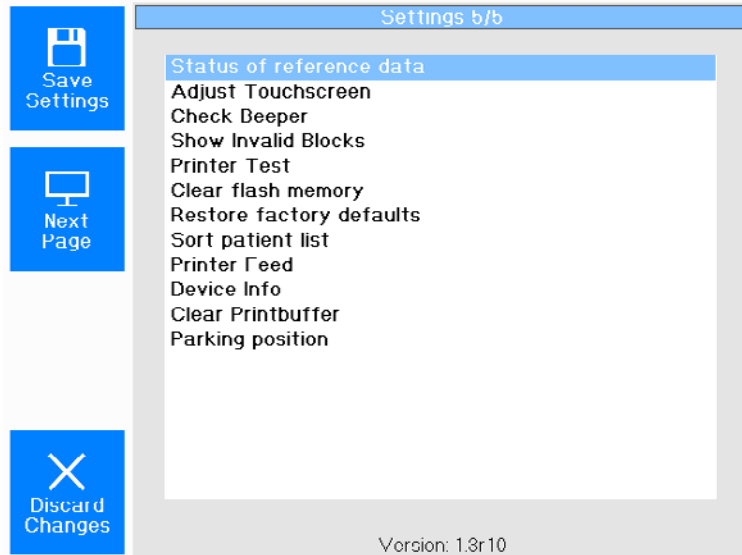 Settings 5/5
Save
Settings
Status of reference data
Adjust Touchscreen
Check Beeper
Show Invalid Blocks
Printer Test
Clear flash memory
Restore factory defaults
Sort patient list
Printer Feed
Device Info
Clear Printbuffer
Parking position
Next
Page
Discard
Changes
Version: 1.3r10